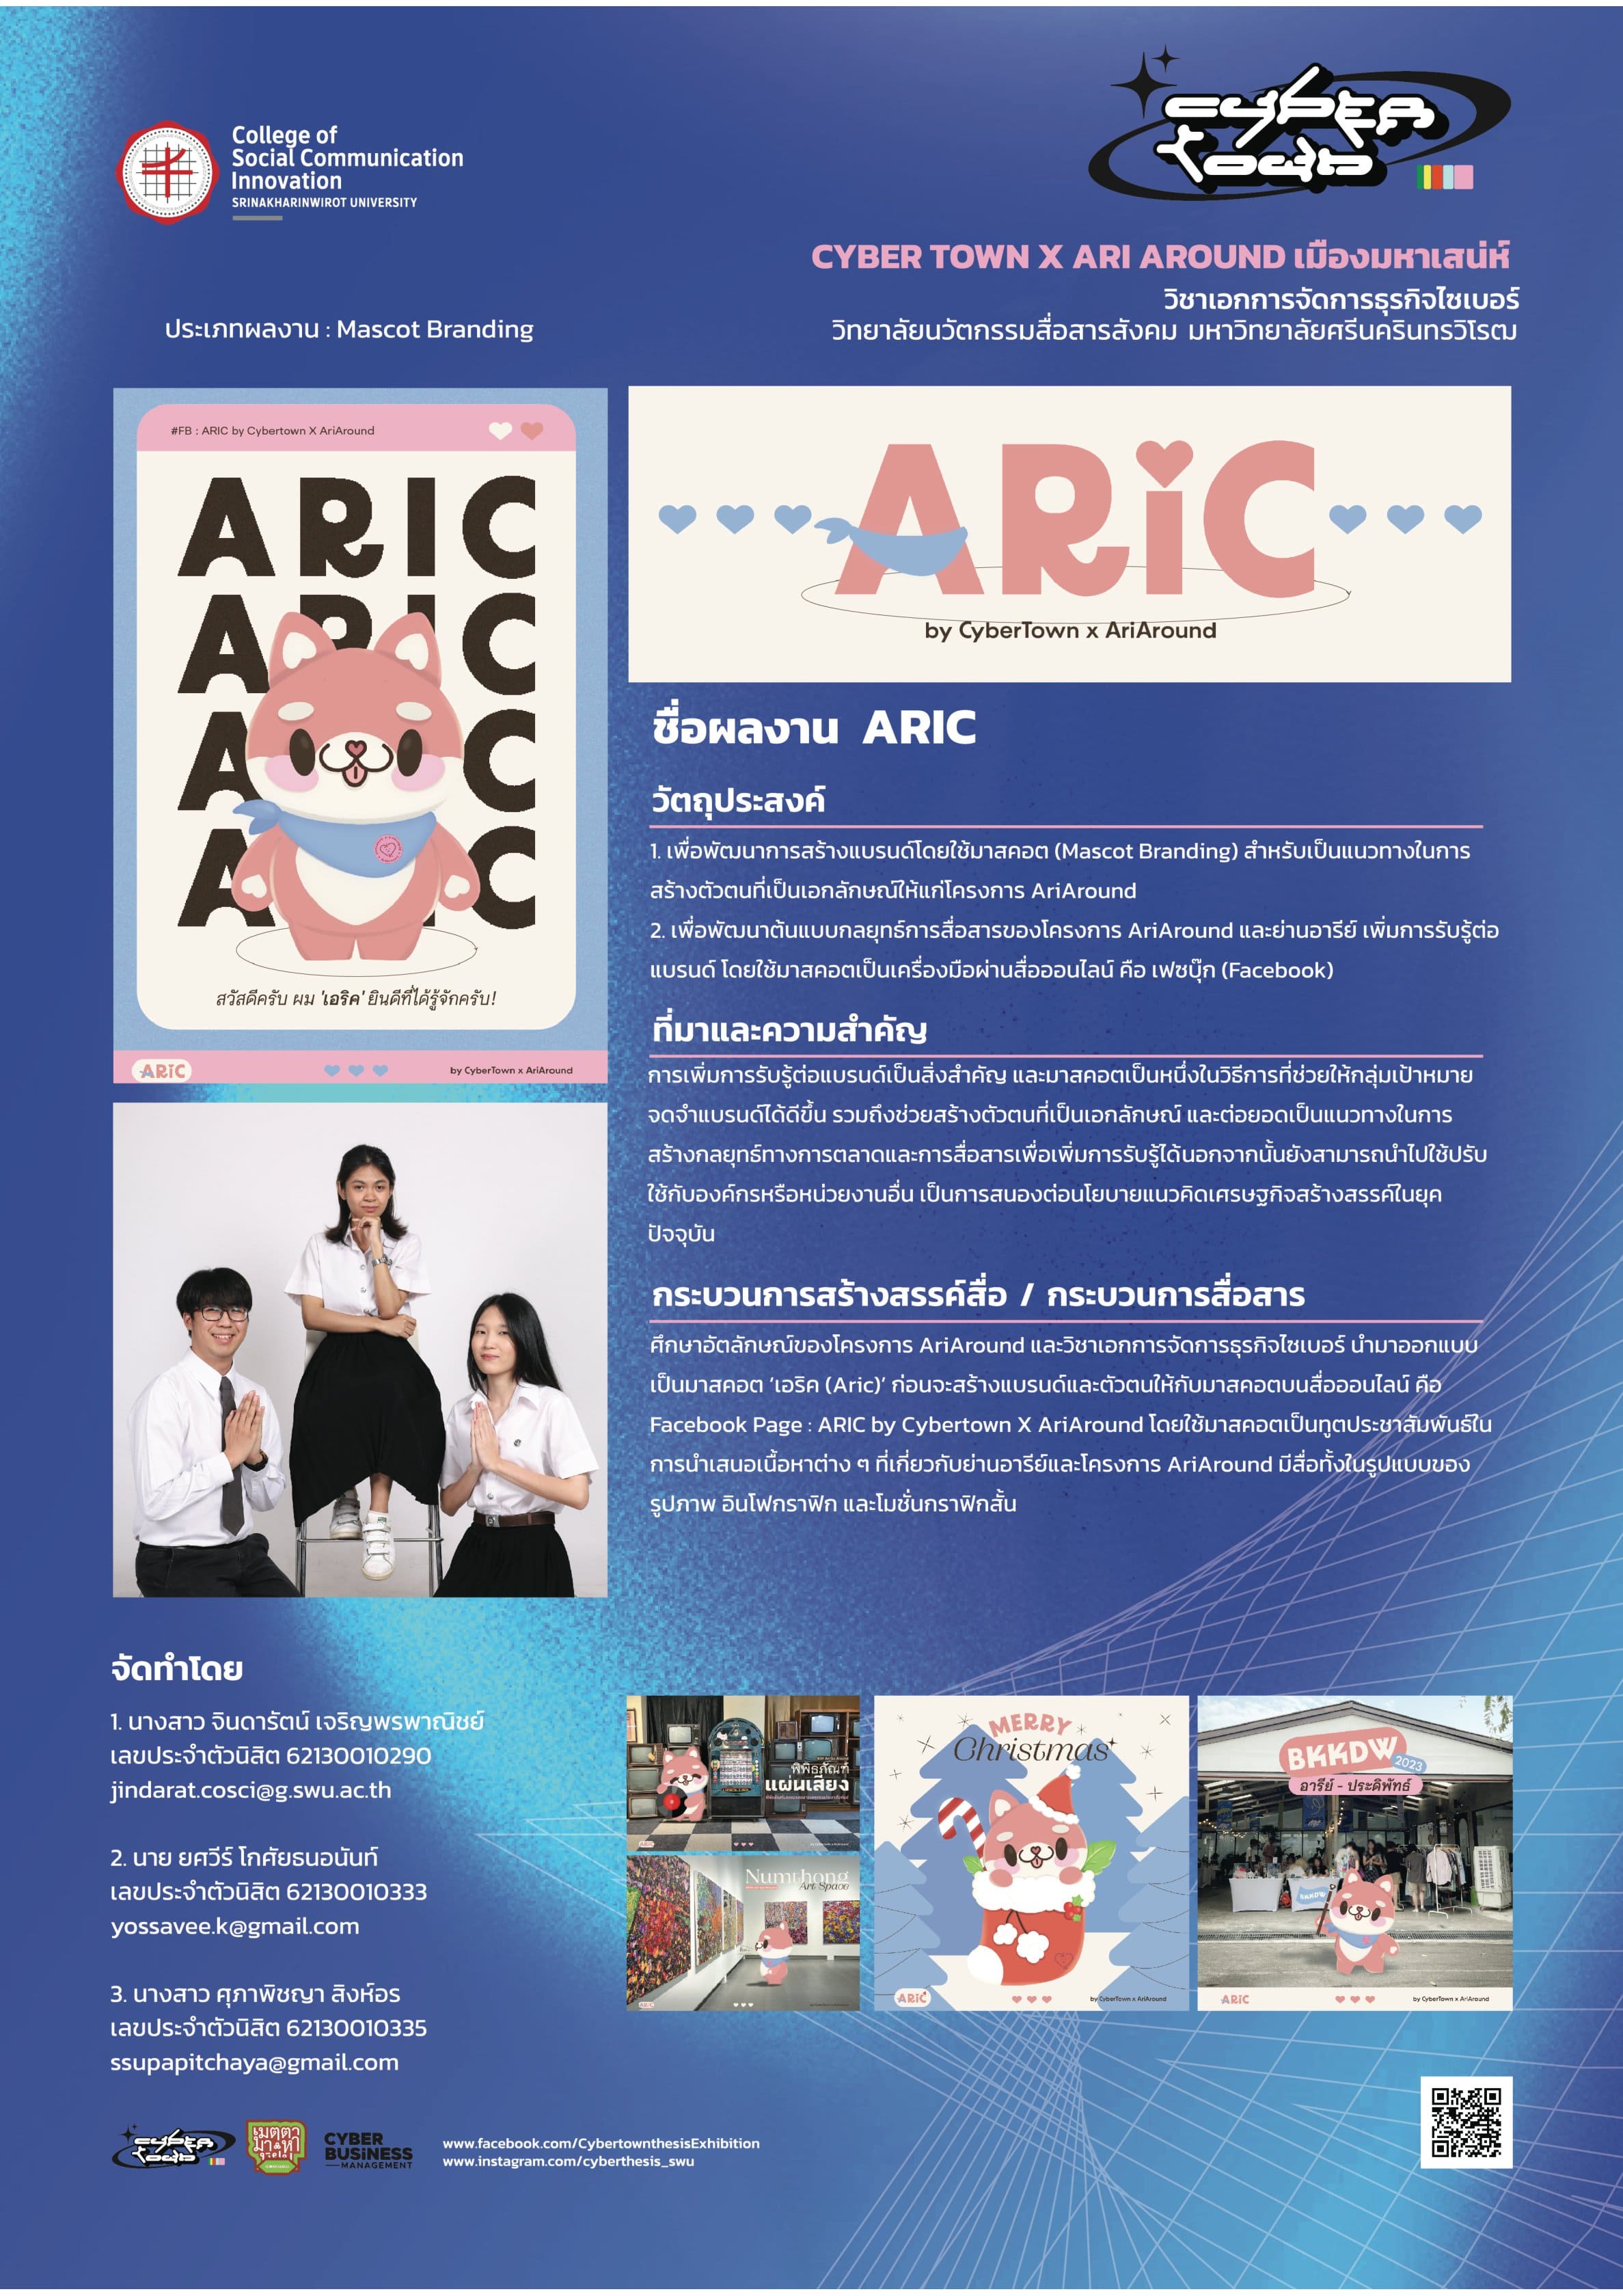 College of
Social Communication
Innovation
SRINAKHARINWIROT UNIVERSITY
CYBER
TOWN
CYBER TOWN X ARI AROUND เมืองมหาเสน่ห์
วิชาเอกการจัดการธุรกิจไซเบอร์
วิทยาลัยนวัตกรรมสื่อสารสังคม มหาวิทยาลัยศรีนครินทรวิโรฒ
ประเภทผลงาน : Mascot Branding
#FB : ARIC by Cybertown X AriAround
ARIC
ARIC
ARIC
ARIC
สวัสดีครับ ผม 'เอริค' ยินดีที่ได้รู้จักครับ!
ARiC
by CyberTown x AriAround
ARiC
by CyberTown x AriAround
ชื่อผลงาน ARIC
วัตถุประสงค์
1. เพื่อพัฒนาการสร้างแบรนด์โดยใช้มาสคอต (Mascot Branding) สำหรับเป็นแนวทางในการ
สร้างตัวตนที่เป็นเอกลักษณ์ให้แก่โครงการ AriAround
2. เพื่อพัฒนาต้นแบบกลยุทธ์การสื่อสารของโครงการ AriAround และย่านอารีย์ เพิ่มการรับรู้ต่อ
แบรนด์ โดยใช้มาสคอตเป็นเครื่องมือผ่านสื่อออนไลน์ คือ เฟซบุ๊ก (Facebook)
ที่มาและความสำคัญ
การเพิ่มการรับรู้ต่อแบรนด์เป็นสิ่งสำคัญ และมาสคอตเป็นหนึ่งในวิธีการที่ช่วยให้กลุ่มเป้าหมาย
จดจำแบรนด์ได้ดีขึ้น รวมถึงช่วยสร้างตัวตนที่เป็นเอกลักษณ์ และต่อยอดเป็นแนวทางในการ
สร้างกลยุทธ์ทางการตลาดและการสื่อสารเพื่อเพิ่มการรับรู้ได้นอกจากนั้นยังสามารถนำไปใช้ปรับ
ใช้กับองค์กรหรือหน่วยงานอื่น เป็นการสนองต่อนโยบายแนวคิดเศรษฐกิจสร้างสรรค์ในยุค
ปัจจุบัน
กระบวนการสร้างสรรค์สื่อ / กระบวนการสื่อสาร
ศึกษาอัตลักษณ์ของโครงการ AriAround และวิชาเอกการจัดการธุรกิจไซเบอร์ นำมาออกแบบ
เป็นมาสคอต ‘เอริค (Aric)’ ก่อนจะสร้างแบรนด์และตัวตนให้กับมาสคอตบนสื่อออนไลน์ คือ
Facebook Page : ARIC by Cybertown X AriAround โดยใช้มาสคอตเป็นทูตประชาสัมพันธ์ใน
การนำเสนอเนื้อหาต่าง ๆ ที่เกี่ยวกับย่านอารีย์และโครงการ AriAround มีสื่อทั้งในรูปแบบของ
รูปภาพ อินโฟกราฟิก และโมชั่นกราฟิกสั้น
จัดทำโดย
1. นางสาว จินดารัตน์ เจริญพรพาณิชย์
เลขประจำตัวนิสิต 62130010290
jindarat.cosci@g.swu.ac.th
2. นาย ยศวีร์ โกศัยธนอนันท์
เลขประจำตัวนิสิต 62130010333
yossavee.k@gmail.com
3. นางสาว ศุภาพิชญา สิงห์อร
เลขประจำตัวนิสิต 62130010335
ssupapitchaya@gmail.com
พิพิธภัณฑ์
แผ่นเสียง
Numthong
Art Space
MERRY
Christmas
ARiC
by CyberTown x AriAround
BKKDW
2023
อารีย์ - ประดิพัทธ์
BKKDW
ARiC
by CyberTown x AriAround
CYBER
TOWN
CYBER
BUSINESS
MANAGEMENT
www.facebook.com/CybertownthesisExhibition
www.instagram.com/cyberthesis_swu